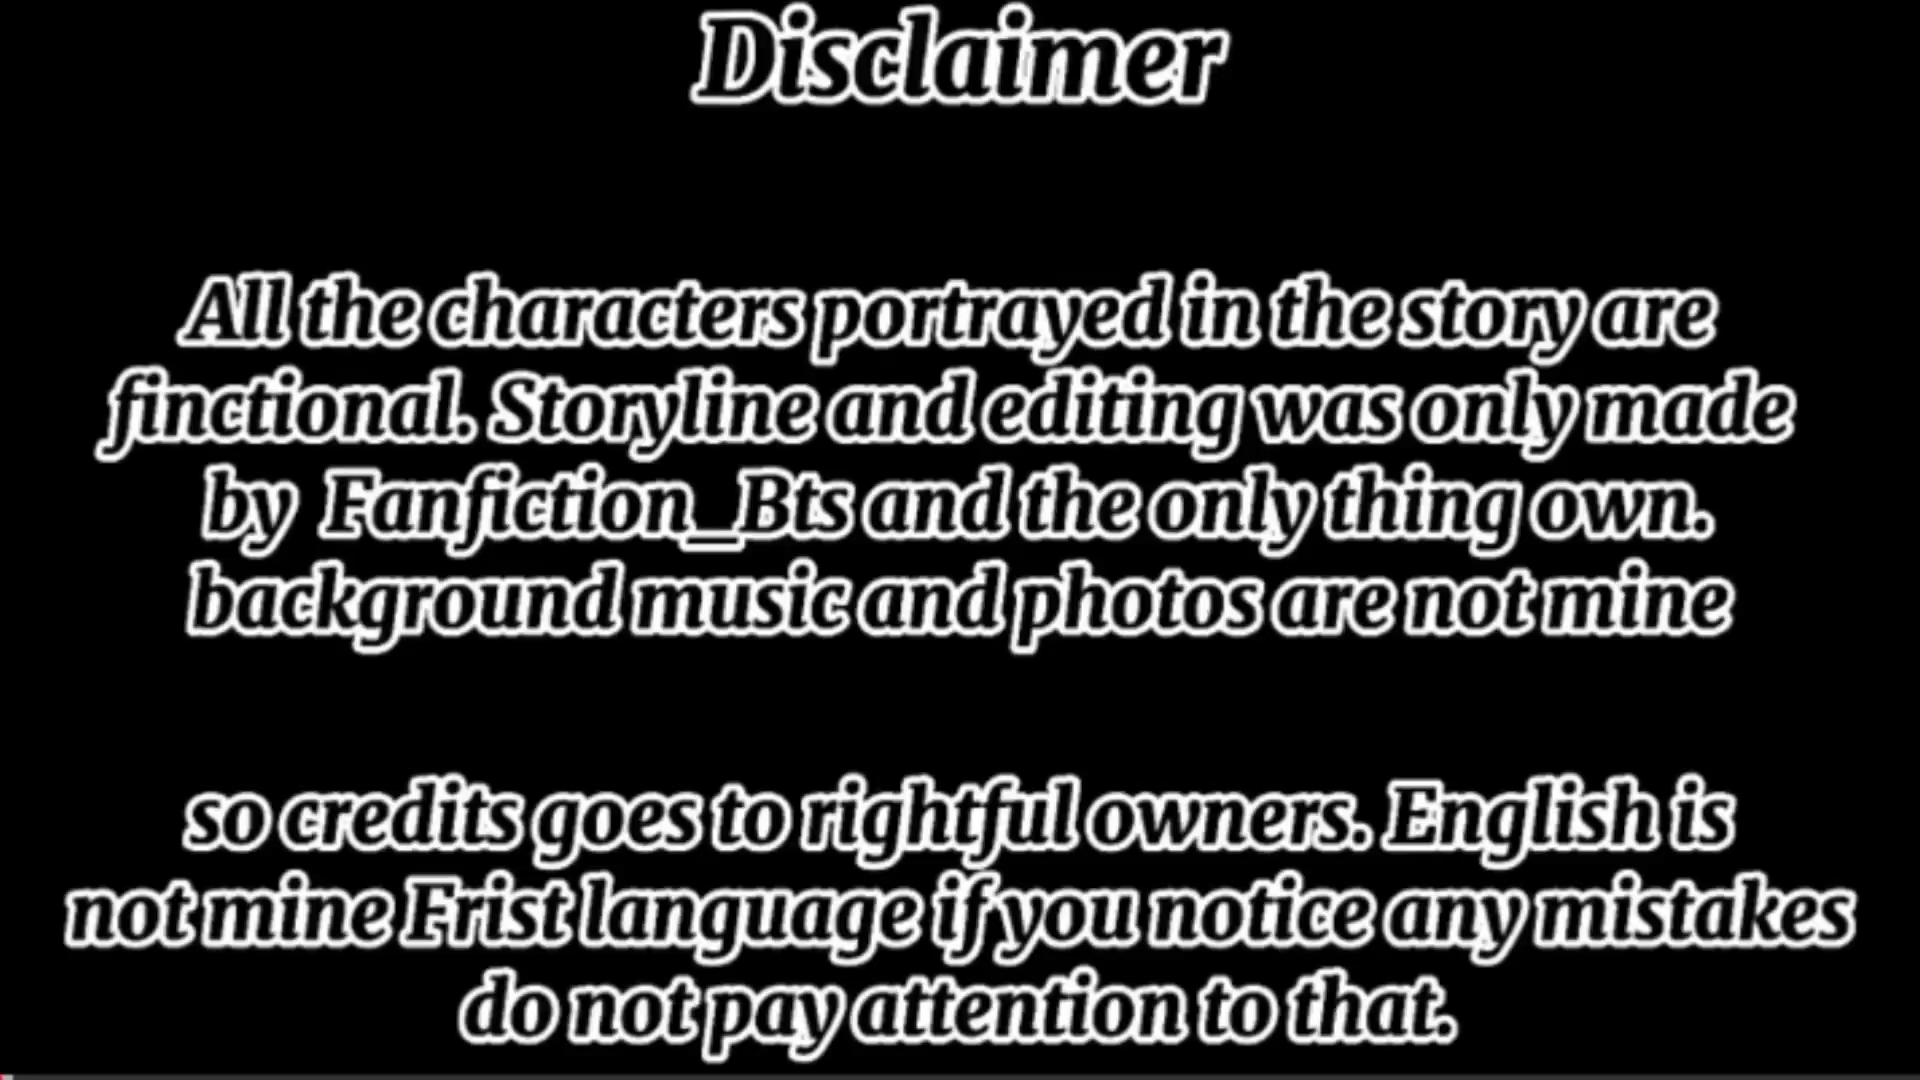 Disclaimer
All the characters portrayed in the story are
finctional. Storyline and editing was only made
by Fanfiction_Bts and the only thing own.
background music and photos are not mine
so credits goes to rightful owners. English is
not mine Frist language if you notice any mistakes
do not pay attention to that.